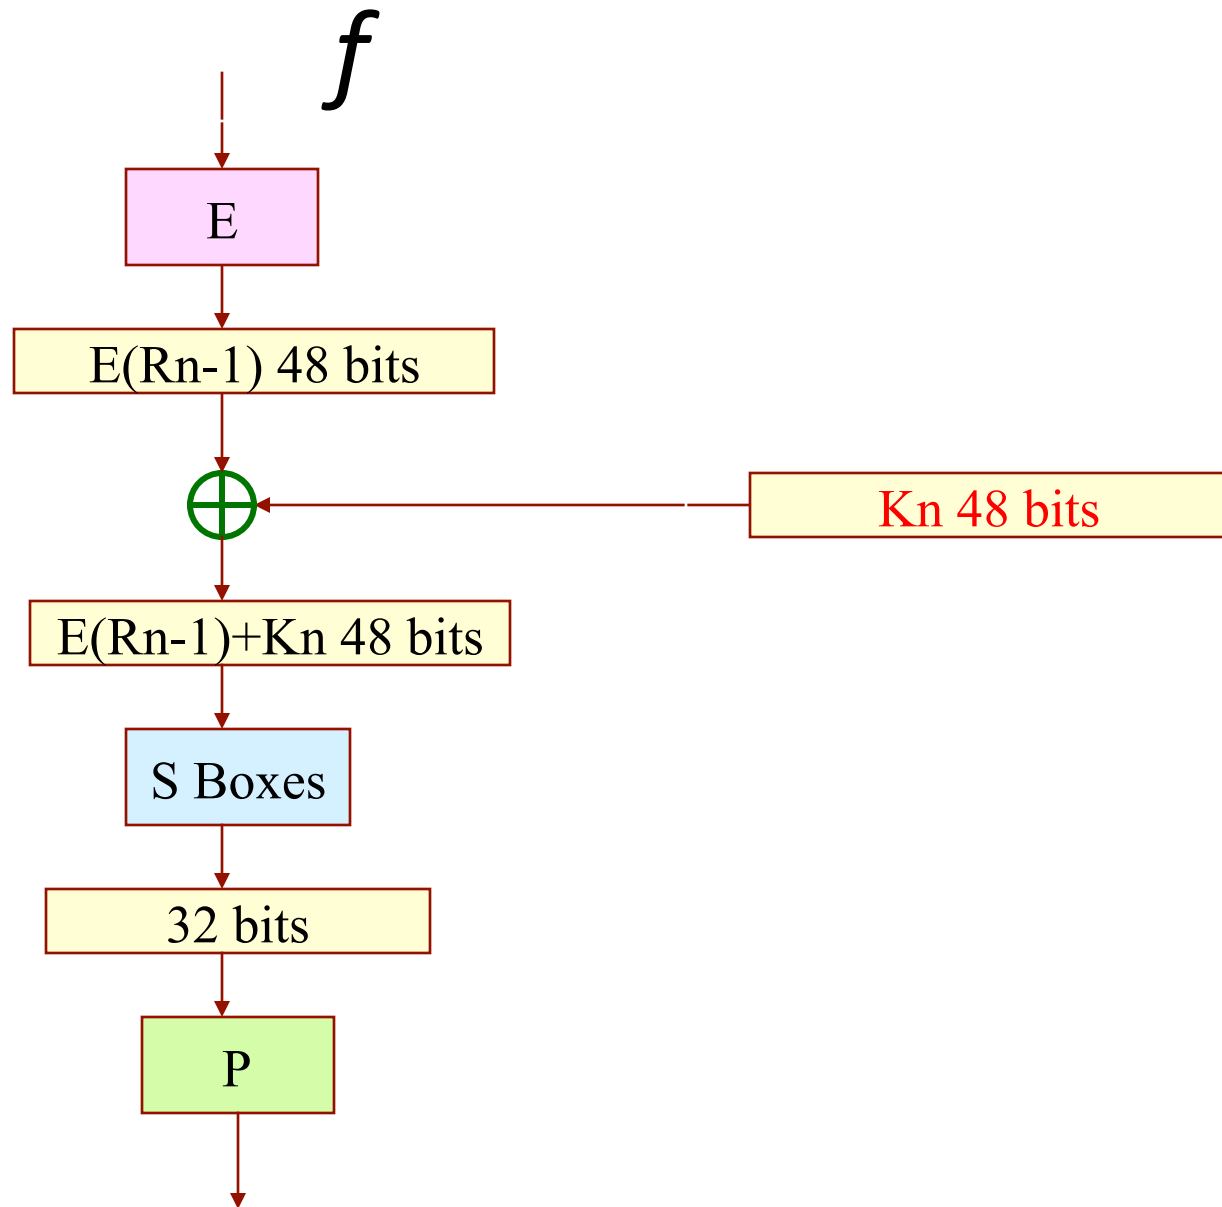 f
E
E(Rn-1) 48 bits
Kn 48 bits
E(Rn-1)+Kn 48 bits
S Boxes
32 bits
P